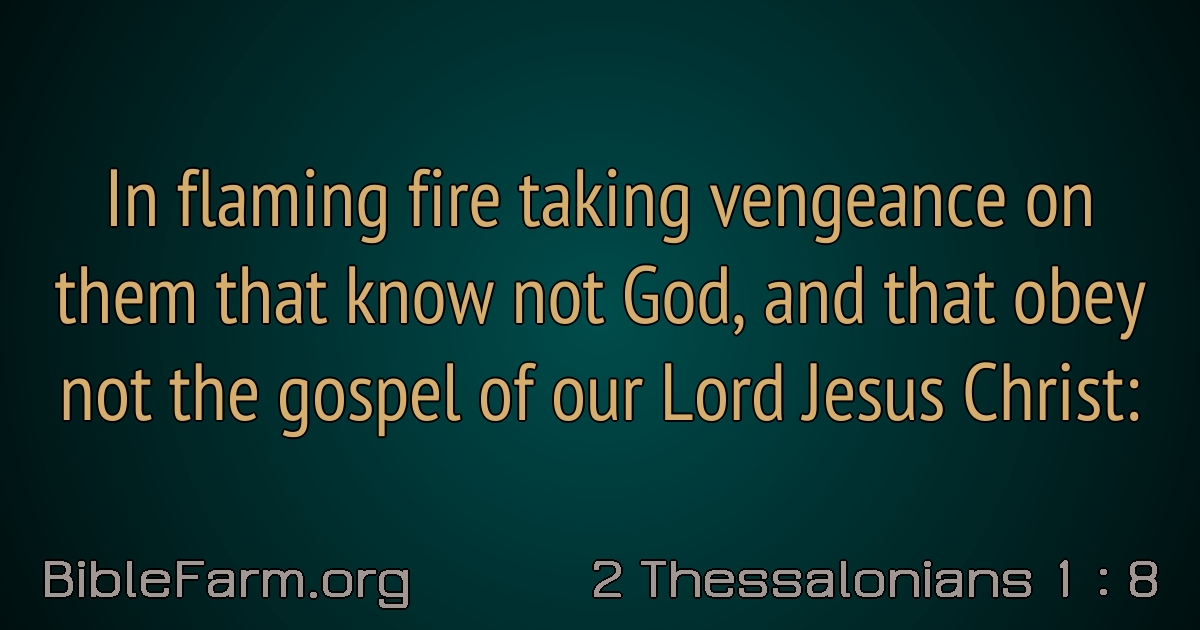 In flaming fire taking vengeance on
them that know not God, and that obey
not the gospel of our Lord Jesus Christ:
BibleFarm.org
2 Thessalonians 1 : 8